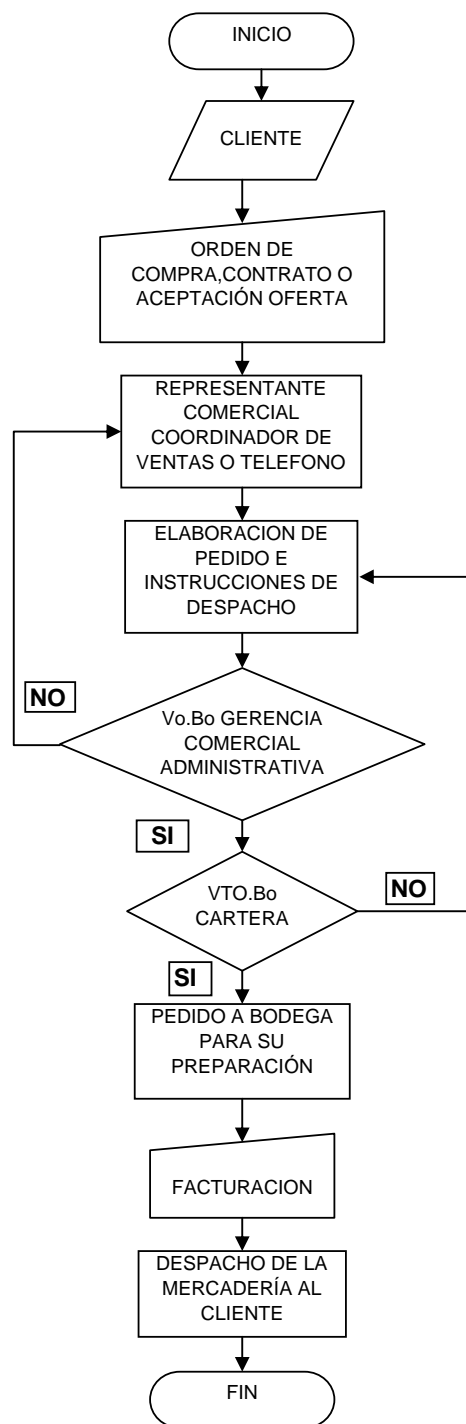 INICIO
CLIENTE
ORDEN DE
COMPRA,CONTRATO O
ACEPTACIÓN OFERTA
REPRESENTANTE
COMERCIAL
COORDINADOR DE
VENTAS O TELEFONO
ELABORACION DE
PEDIDO E
INSTRUCCIONES DE
DESPACHO
NO
Vo.Bo GERENCIA
COMERCIAL
ADMINISTRATIVA
SI
VTO.Bo
CARTERA
NO
SI
PEDIDO A BODEGA
PARA SU
PREPARACIÓN
FACTURACION
DESPACHO DE LA
MERCADERÍA AL
CLIENTE
FIN